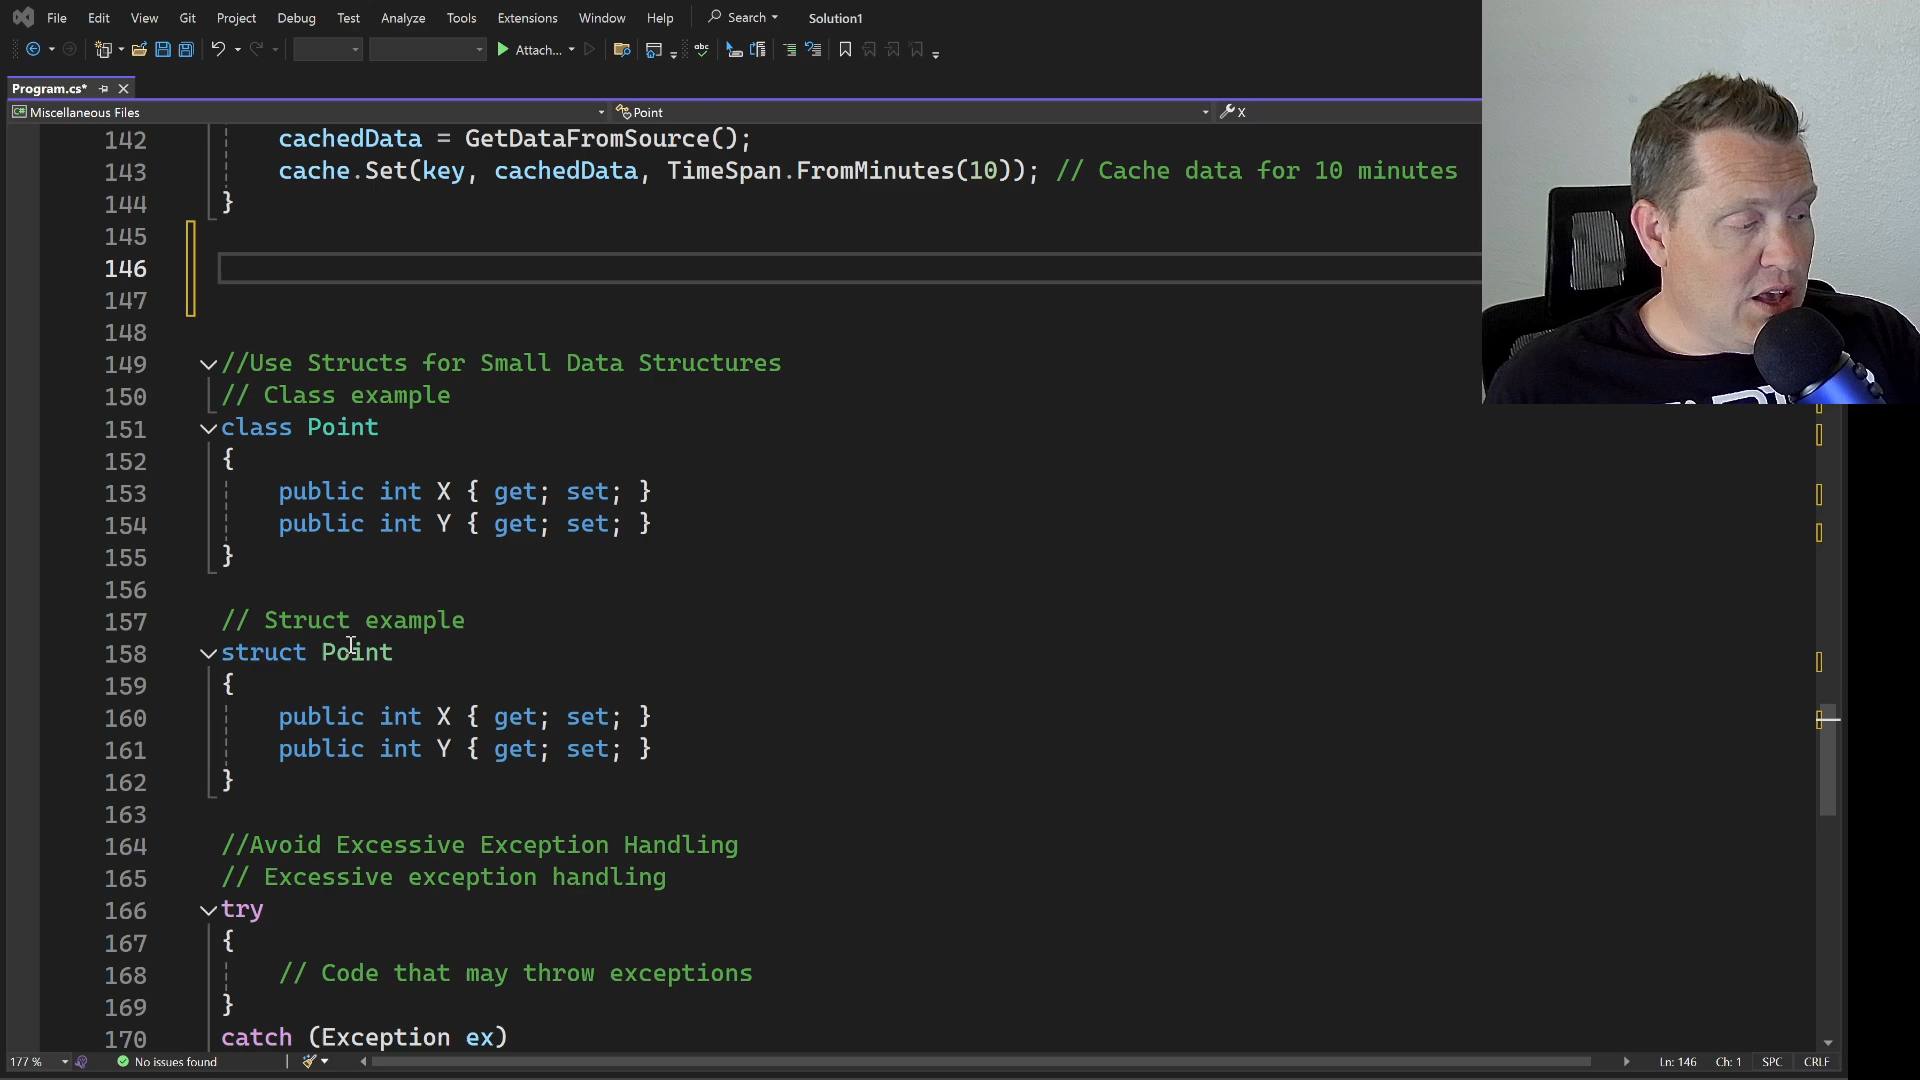 File Edit View Git Project Debug Test Analyze Tools Extensions Window Help Search Solution1
Attach...
Program.cs*
Miscellaneous Files Point X
142 cachedData = GetDataFromSource();
143 cache.Set(key, cachedData, TimeSpan.FromMinutes(10)); // Cache data for 10 minutes
144 }
145
146
147
148
149 //Use Structs for Small Data Structures
150 // Class example
151 class Point
152 {
153 public int X { get; set; }
154 public int Y { get; set; }
155 }
156
157 // Struct example
158 struct Point
159 {
160 public int X { get; set; }
161 public int Y { get; set; }
162 }
163
164 //Avoid Excessive Exception Handling
165 // Excessive exception handling
166 try
167 {
168 // Code that may throw exceptions
169 }
170 catch (Exception ex)
177 % No issues found Ln: 146 Ch: 1 SPC CRLF